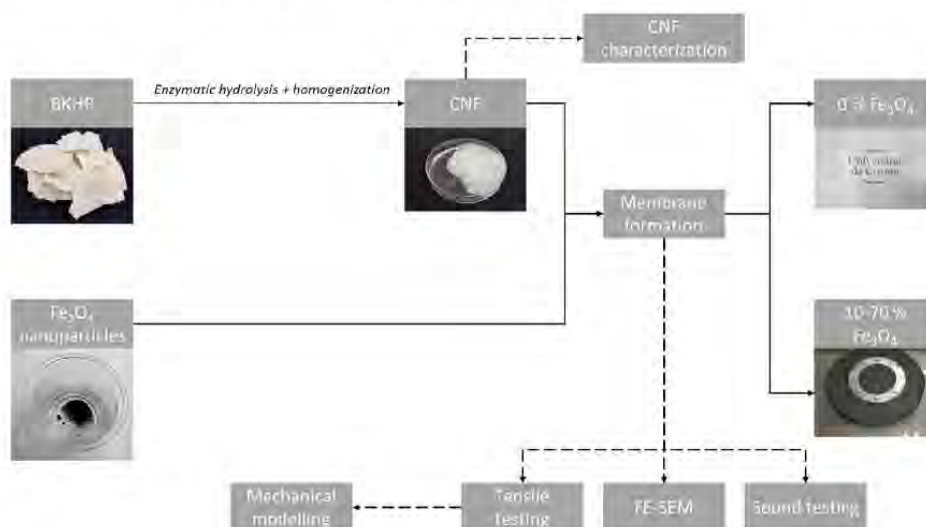 CNF
characterization
BKHP
Enzymatic hydrolysis + homogenization
CNF
0 % Fe₃O₄
Membrane
formation
Fe₃O₄
nanoparticles
10-70 %
Fe₃O₄
Mechanical
modelling
Tensile
testing
FE-SEM
Sound testing